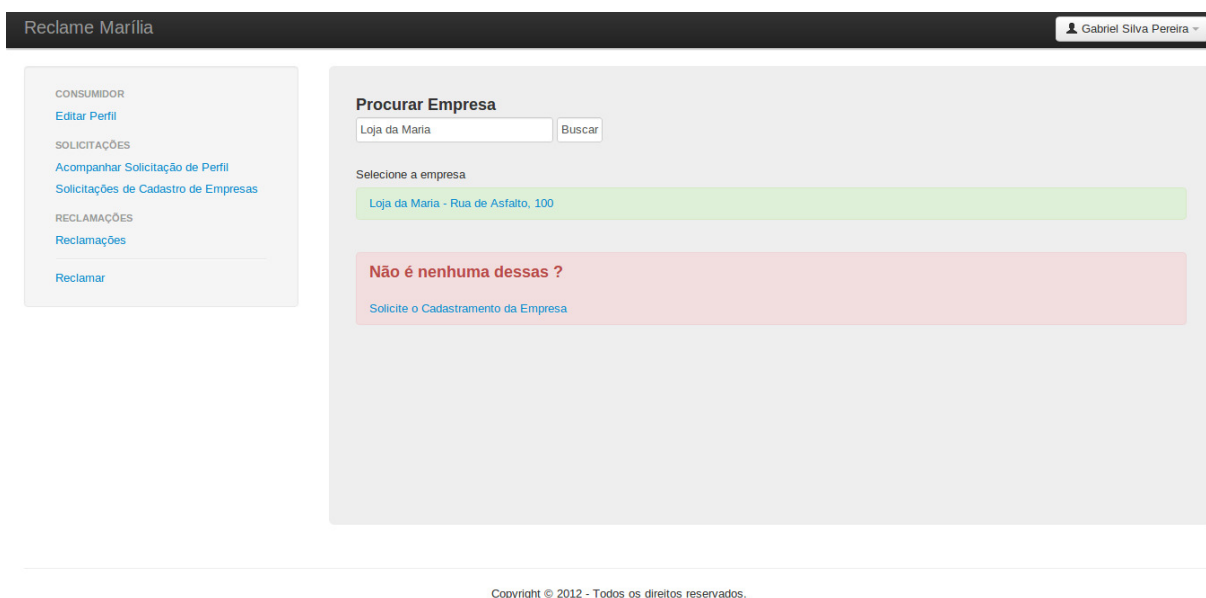 Reclame Marília
Gabriel Silva Pereira
CONSUMIDOR
Editar Perfil
SOLICITAÇÕES
Acompanhar Solicitação de Perfil
Solicitações de Cadastro de Empresas
RECLAMAÇÕES
Reclamações
Reclamar
Procurar Empresa
Loja da Maria Buscar
Selecione a empresa
Loja da Maria - Rua de Asfalto, 100
Não é nenhuma dessas ?
Solicite o Cadastramento da Empresa
Copyright © 2012 - Todos os direitos reservados.